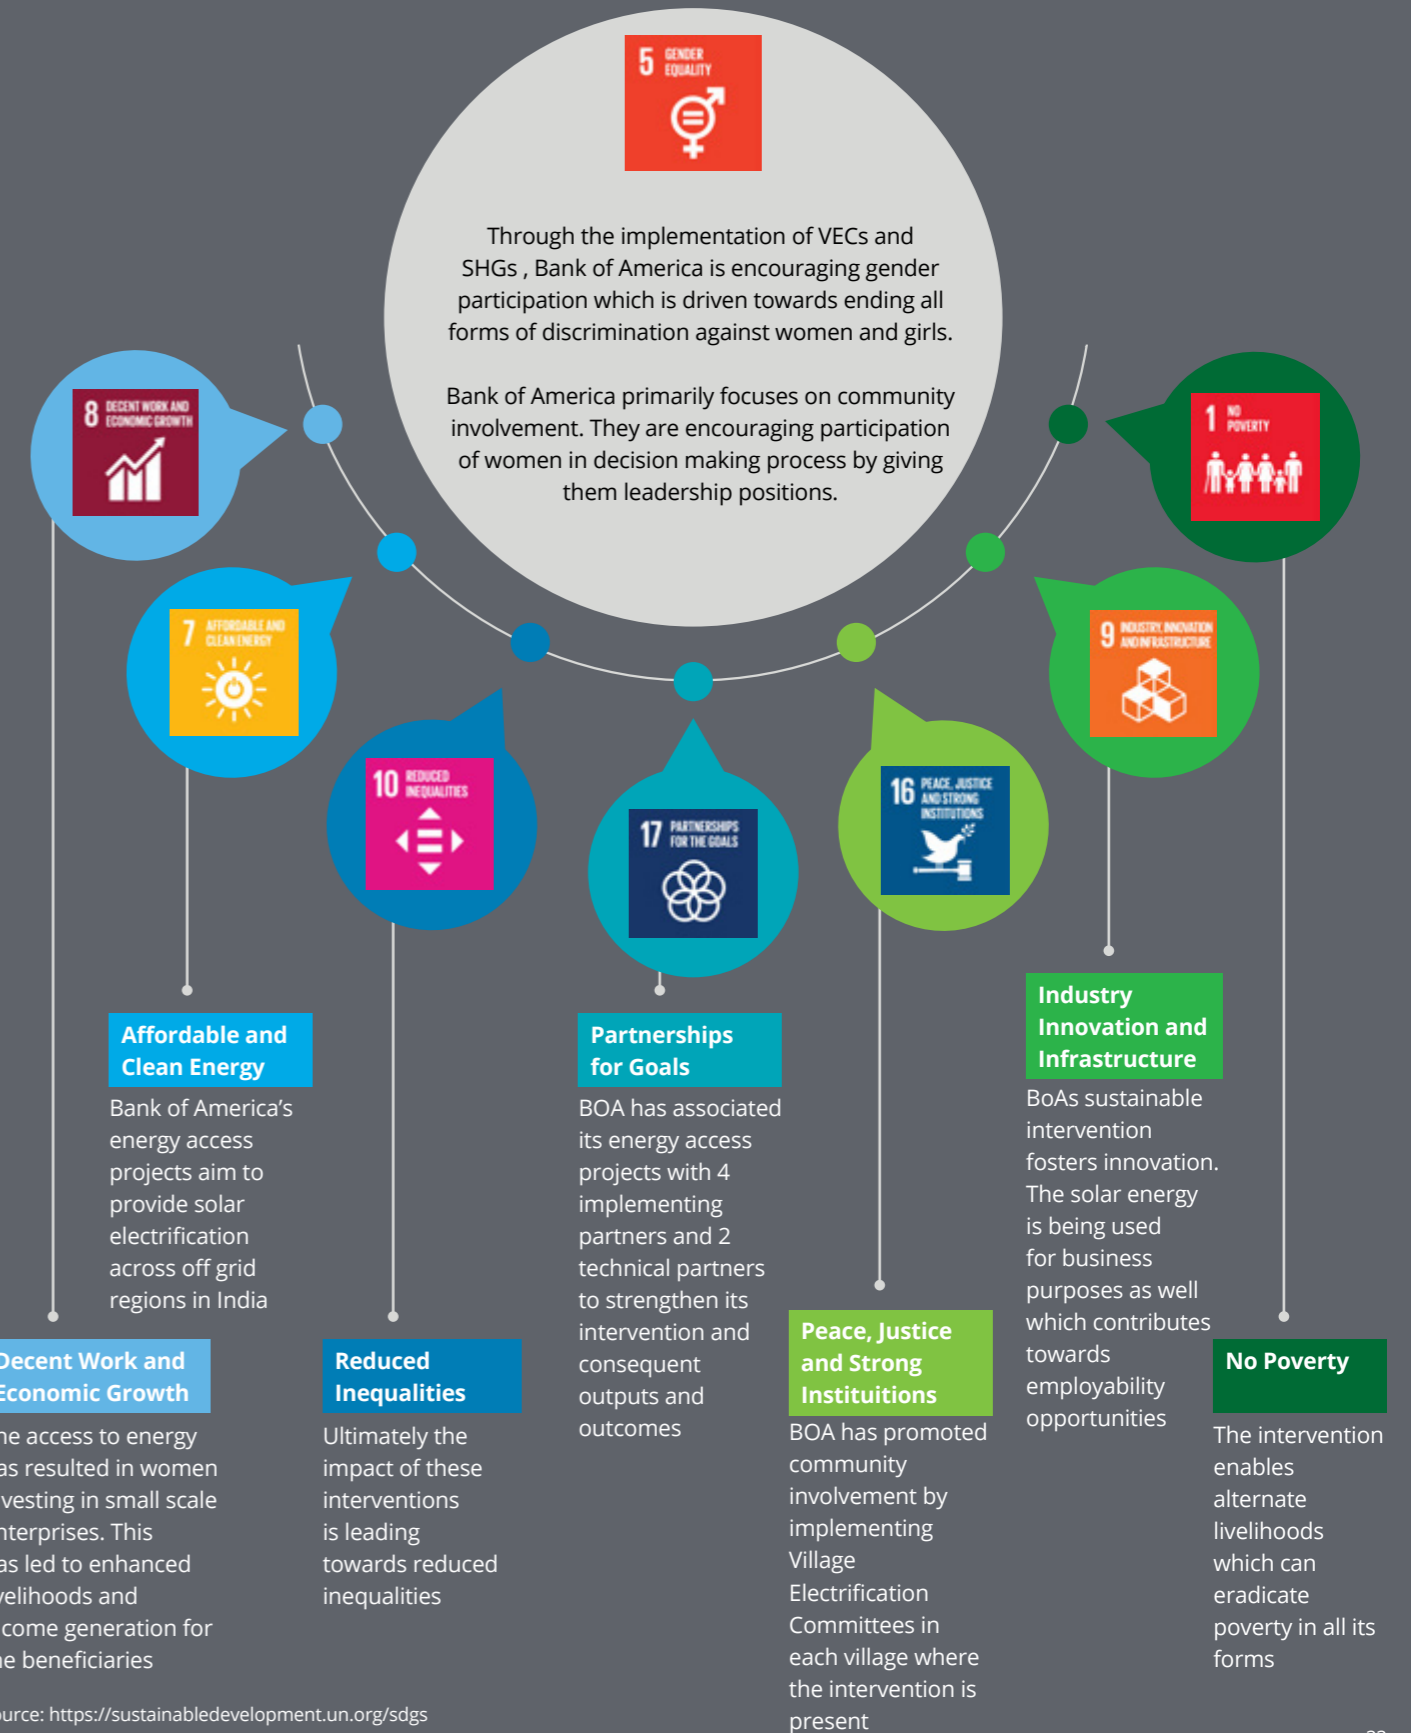 5 GENDER
EQUALITY
Through the implementation of VECs and
SHGs , Bank of America is encouraging gender
participation which is driven towards ending all
forms of discrimination against women and girls.
Bank of America primarily focuses on community
involvement. They are encouraging participation
of women in decision making process by giving
them leadership positions.
8 DECENT WORK AND
ECONOMIC GROWTH
1 NO
POVERTY
7 AFFORDABLE AND
CLEAN ENERGY
9 INDUSTRY, INNOVATION
AND INFRASTRUCTURE
10 REDUCED
INEQUALITIES
17 PARTNERSHIPS
FOR THE GOALS
16 PEACE, JUSTICE
AND STRONG
INSTITUTIONS
Affordable and
Clean Energy
Bank of America's
energy access
projects aim to
provide solar
electrification
across off grid
regions in India
Partnerships
for Goals
BOA has associated
its energy access
projects with 4
implementing
partners and 2
technical partners
to strengthen its
intervention and
consequent
outputs and
outcomes
Industry
Innovation and
Infrastructure
BoAs sustainable
intervention
fosters innovation.
The solar energy
is being used
for business
purposes as well
which contributes
towards
employability
opportunities
Decent Work and
Economic Growth
he access to energy
as resulted in women
vesting in small scale
nterprises. This
as led to enhanced
velihoods and
come generation for
he beneficiaries
Reduced
Inequalities
Ultimately the
impact of these
interventions
is leading
towards reduced
inequalities
Peace, Justice
and Strong
Instituitions
BOA has promoted
community
involvement by
implementing
Village
Electrification
Committees in
each village where
the intervention is
present
No Poverty
The intervention
enables
alternate
livelihoods
which can
eradicate
poverty in all its
forms
ource: https://sustainabledevelopment.un.org/sdgs